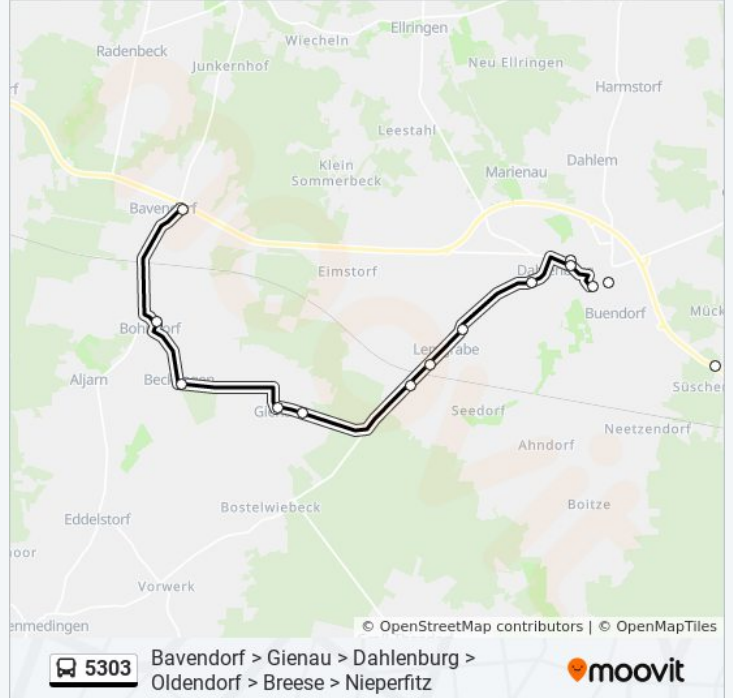 Ellringen
Wiecheln
Radenbeck
Junkernhof
Neu Ellringen
Harmstorf
Leestahl
Dahlem
Klein
Sommerbeck
Marienau
Bavendorf
Eimstorf
Buendorf
Mück
Aljarn
Süschen
Seedorf
Neetzendorf
Ahndorf
Bostelwiebeck
Boitze
Eddelstorf
Vorwerk
enmedingen
© OpenStreetMap contributors | © OpenMapTiles
5303
Bavendorf > Gienau > Dahlenburg >
Oldendorf > Breese > Nieperfitz
moovit